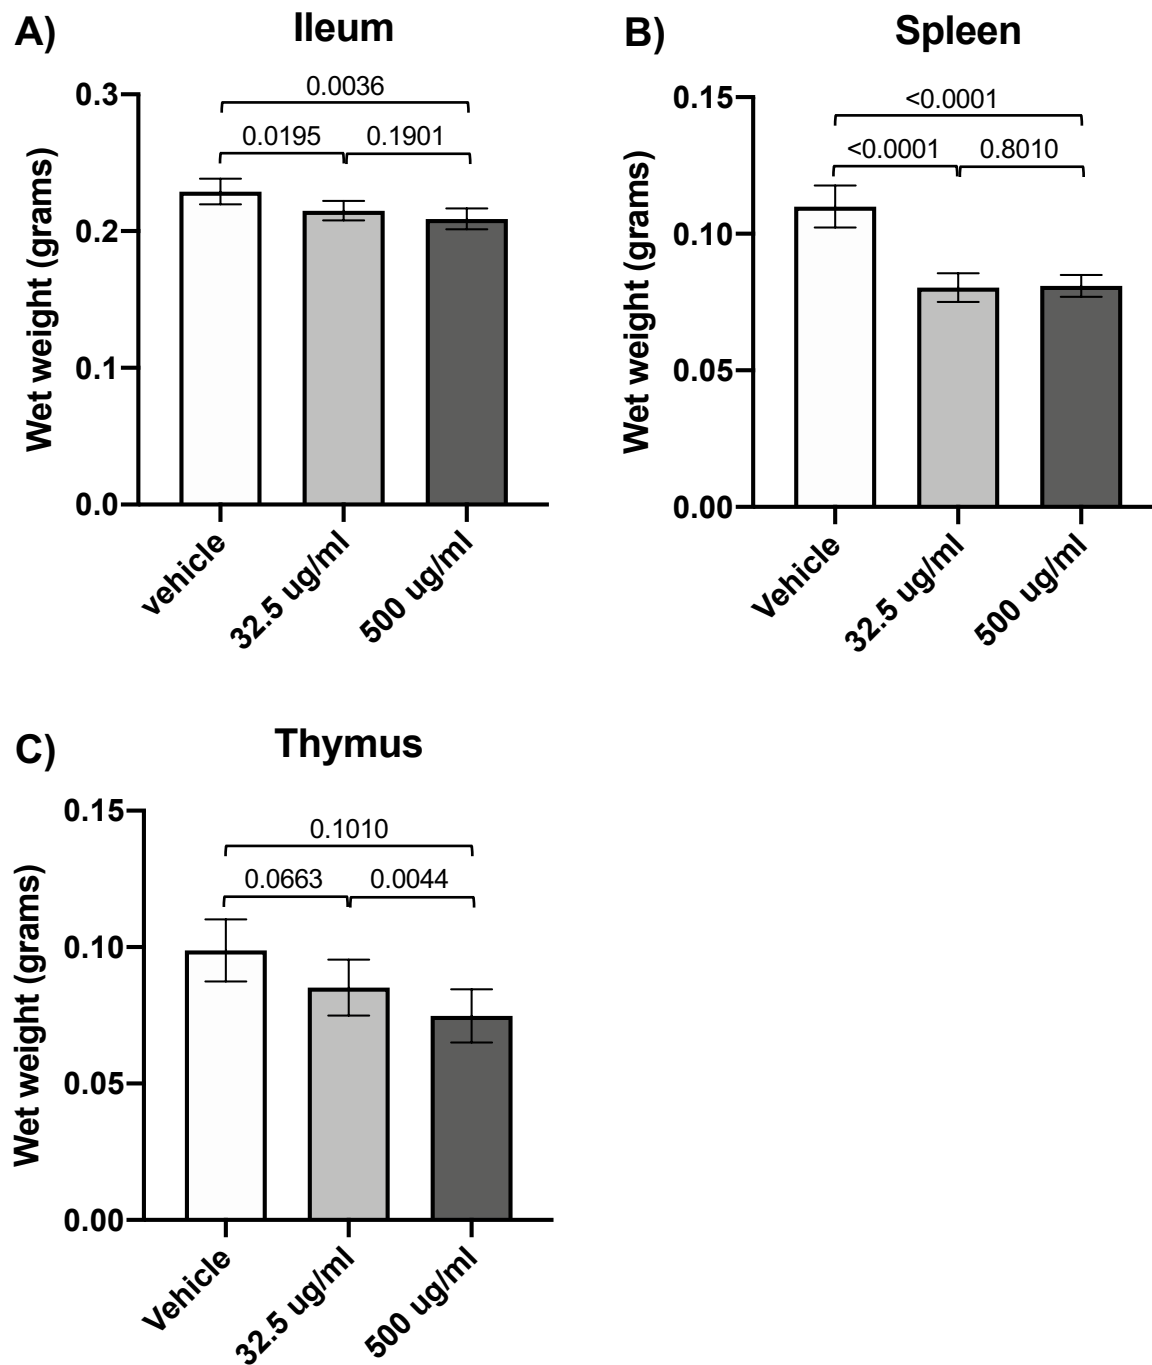 A)
Ileum
0.0036
0.0195
0.1901
0.3
0.2
0.1
0.0
Wet weight (grams)
vehicle
32.5 ug/ml
500 ug/ml
B)
Spleen
<0.0001
<0.0001
0.8010
0.15
0.10
0.05
0.00
Wet weight (grams)
Vehicle
32.5 ug/ml
500 ug/ml
C)
Thymus
0.1010
0.0663
0.0044
0.15
0.10
0.05
0.00
Wet weight (grams)
Vehicle
32.5 ug/ml
500 ug/ml